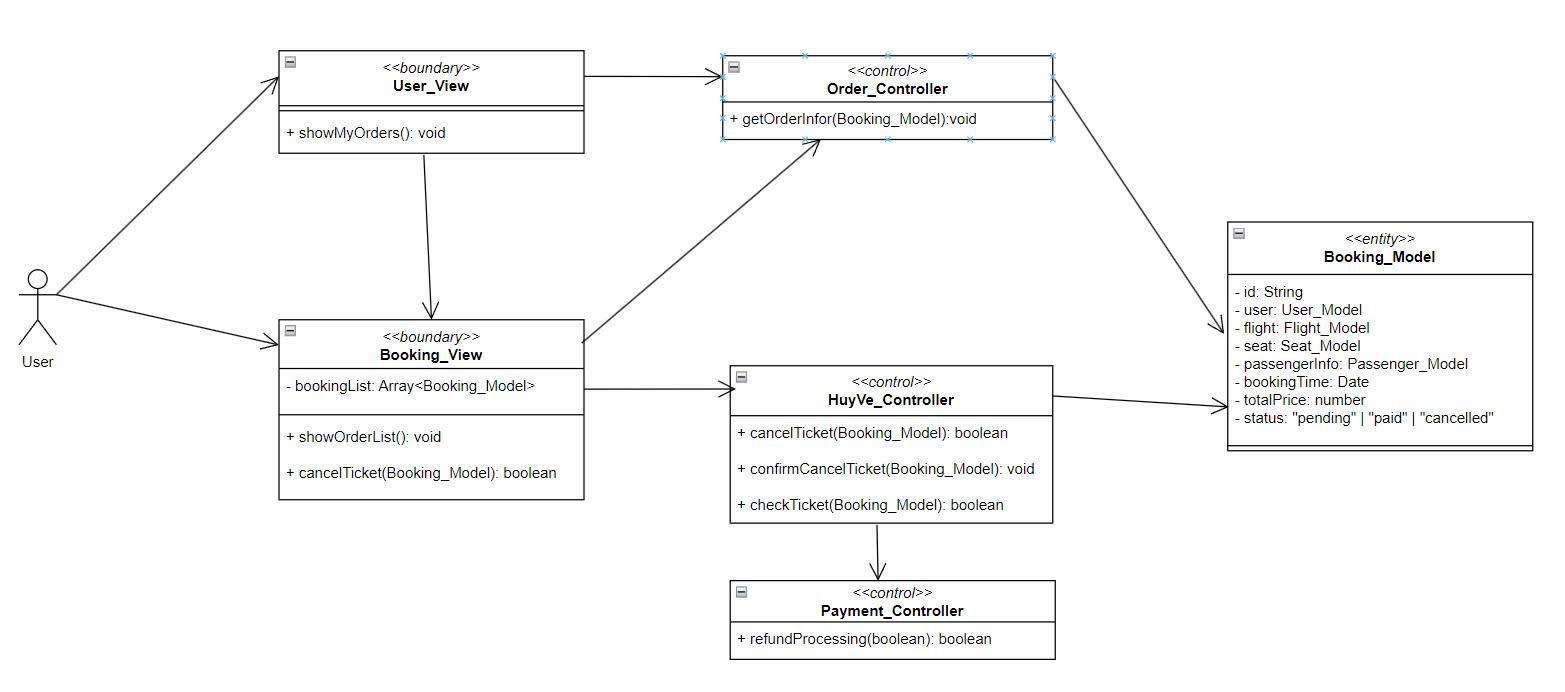 <<boundary>>
User_View
+ showMyOrders(): void
<<control>>
Order_Controller
+ getOrderInfor(Booking_Model):void
<<entity>>
Booking_Model
- id: String
- user: User_Model
- flight: Flight_Model
- seat: Seat_Model
- passengerInfo: Passenger_Model
- bookingTime: Date
- totalPrice: number
- status: "pending" | "paid" | "cancelled"
User
<<boundary>>
Booking_View
- bookingList: Array<Booking_Model>
+ showOrderList(): void
+ cancelTicket(Booking_Model): boolean
<<control>>
HuyVe_Controller
+ cancelTicket(Booking_Model): boolean
+ confirmCancelTicket(Booking_Model): void
+ checkTicket(Booking_Model): boolean
<<control>>
Payment_Controller
+ refundProcessing(boolean): boolean